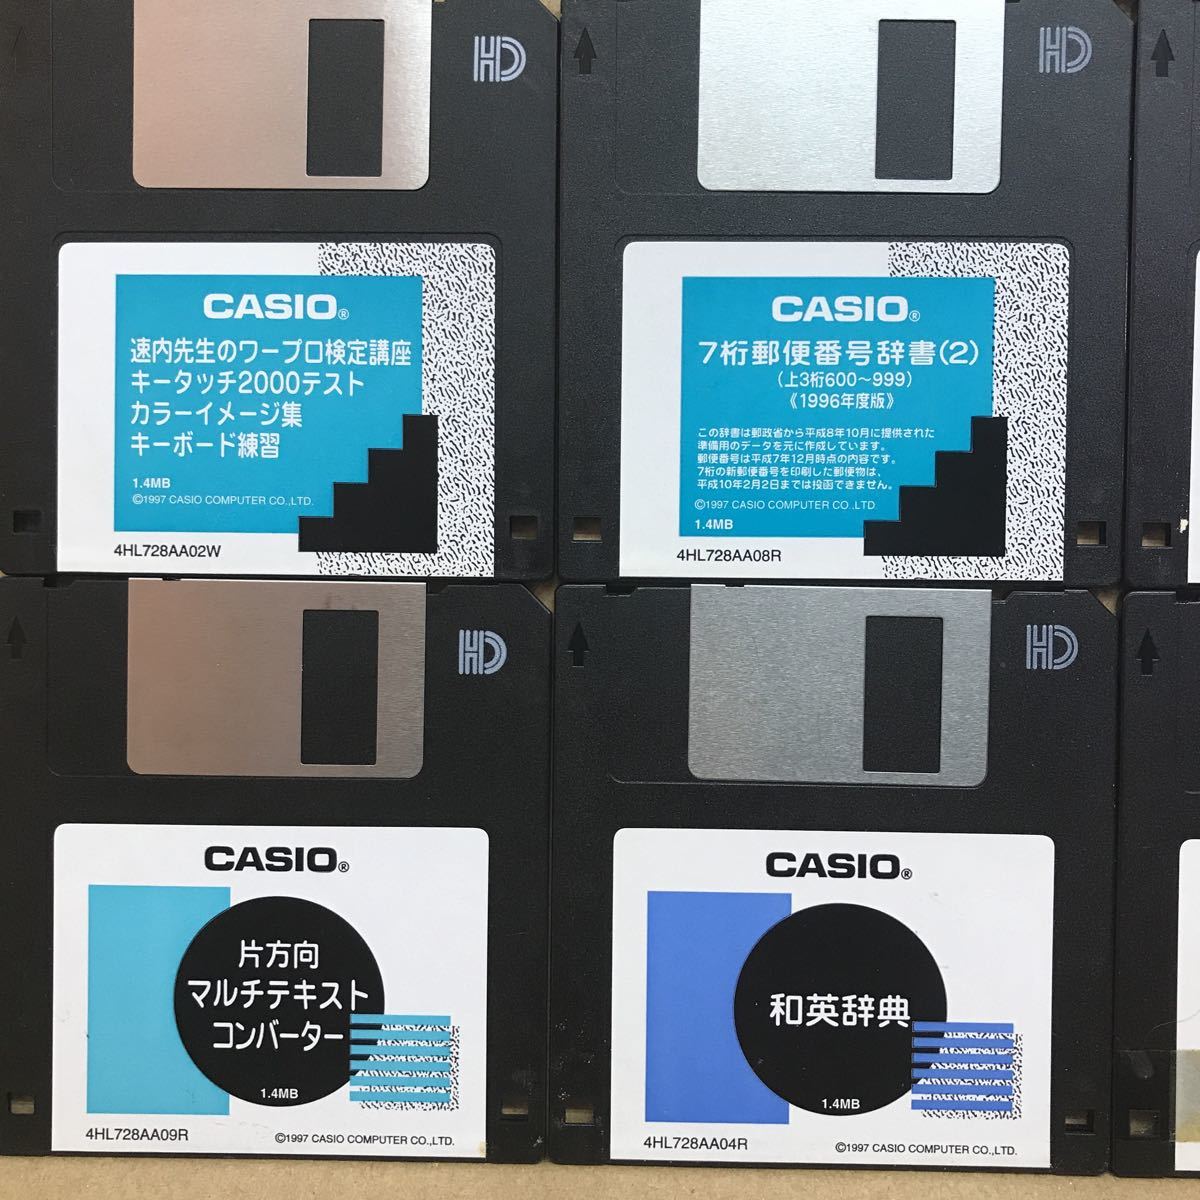 HD
CASIO®
速内先生のワープロ検定講座
キータッチ2000テスト
カラーイメージ集
キーボード練習
1.4MB
©1997 CASIO COMPUTER CO.,LTD.
4HL728AA02W
HD
CASIO®
7桁郵便番号辞書(2)
(上3桁600～999)
《1996年度版》
この辞書は郵政省から平成8年10月に提供された
準備用のデータを元に作成しています。
郵便番号は平成7年12月時点の内容です。
7桁の新郵便番号を印刷した郵便物は、
平成10年2月2日までは投函できません。
©1997 CASIO COMPUTER CO.,LTD.
1.4MB
4HL728AA08R
HD
CASIO®
片方向
マルチテキスト
コンバーター
1.4MB
4HL728AA09R
©1997 CASIO COMPUTER CO.,LTD.
HD
CASIO®
和英辞典
1.4MB
4HL728AA04R
©1997 CASIO COMPUTER CO.,LTD.